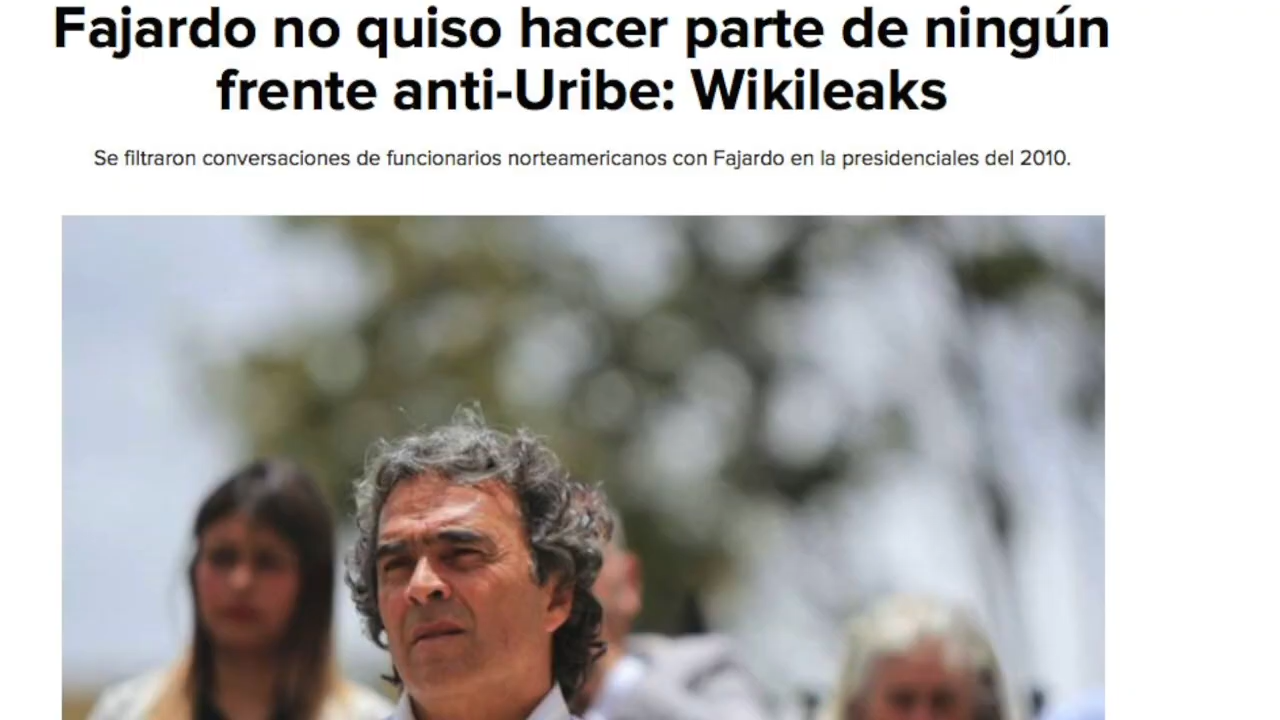 Fajardo no quiso hacer parte de ningún
frente anti-Uribe: Wikileaks
Se filtraron conversaciones de funcionarios norteamericanos con Fajardo en la presidenciales del 2010.